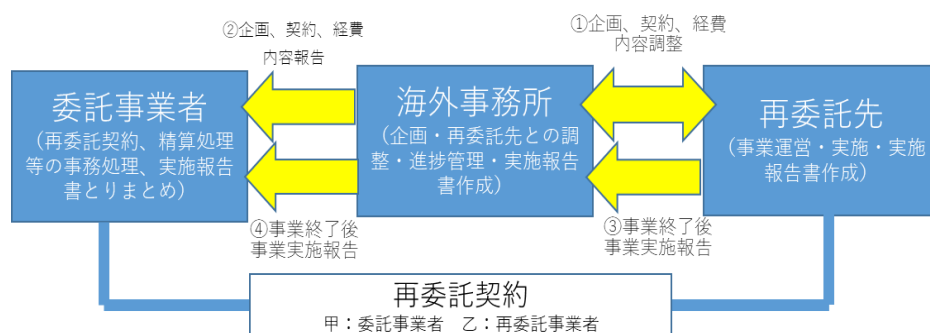 ②企画、契約、経費
内容報告
①企画、契約、経費
内容調整
委託事業者
（再委託契約、精算処理
等の事務処理、実施報告
書とりまとめ）
海外事務所
（企画・再委託先との調
整・進捗管理・実施報告
書作成）
再委託先
（事業運営・実施・実施
報告書作成）
④事業終了後
事業実施報告
③事業終了後
事業実施報告
再委託契約
甲：委託事業者　乙：再委託事業者